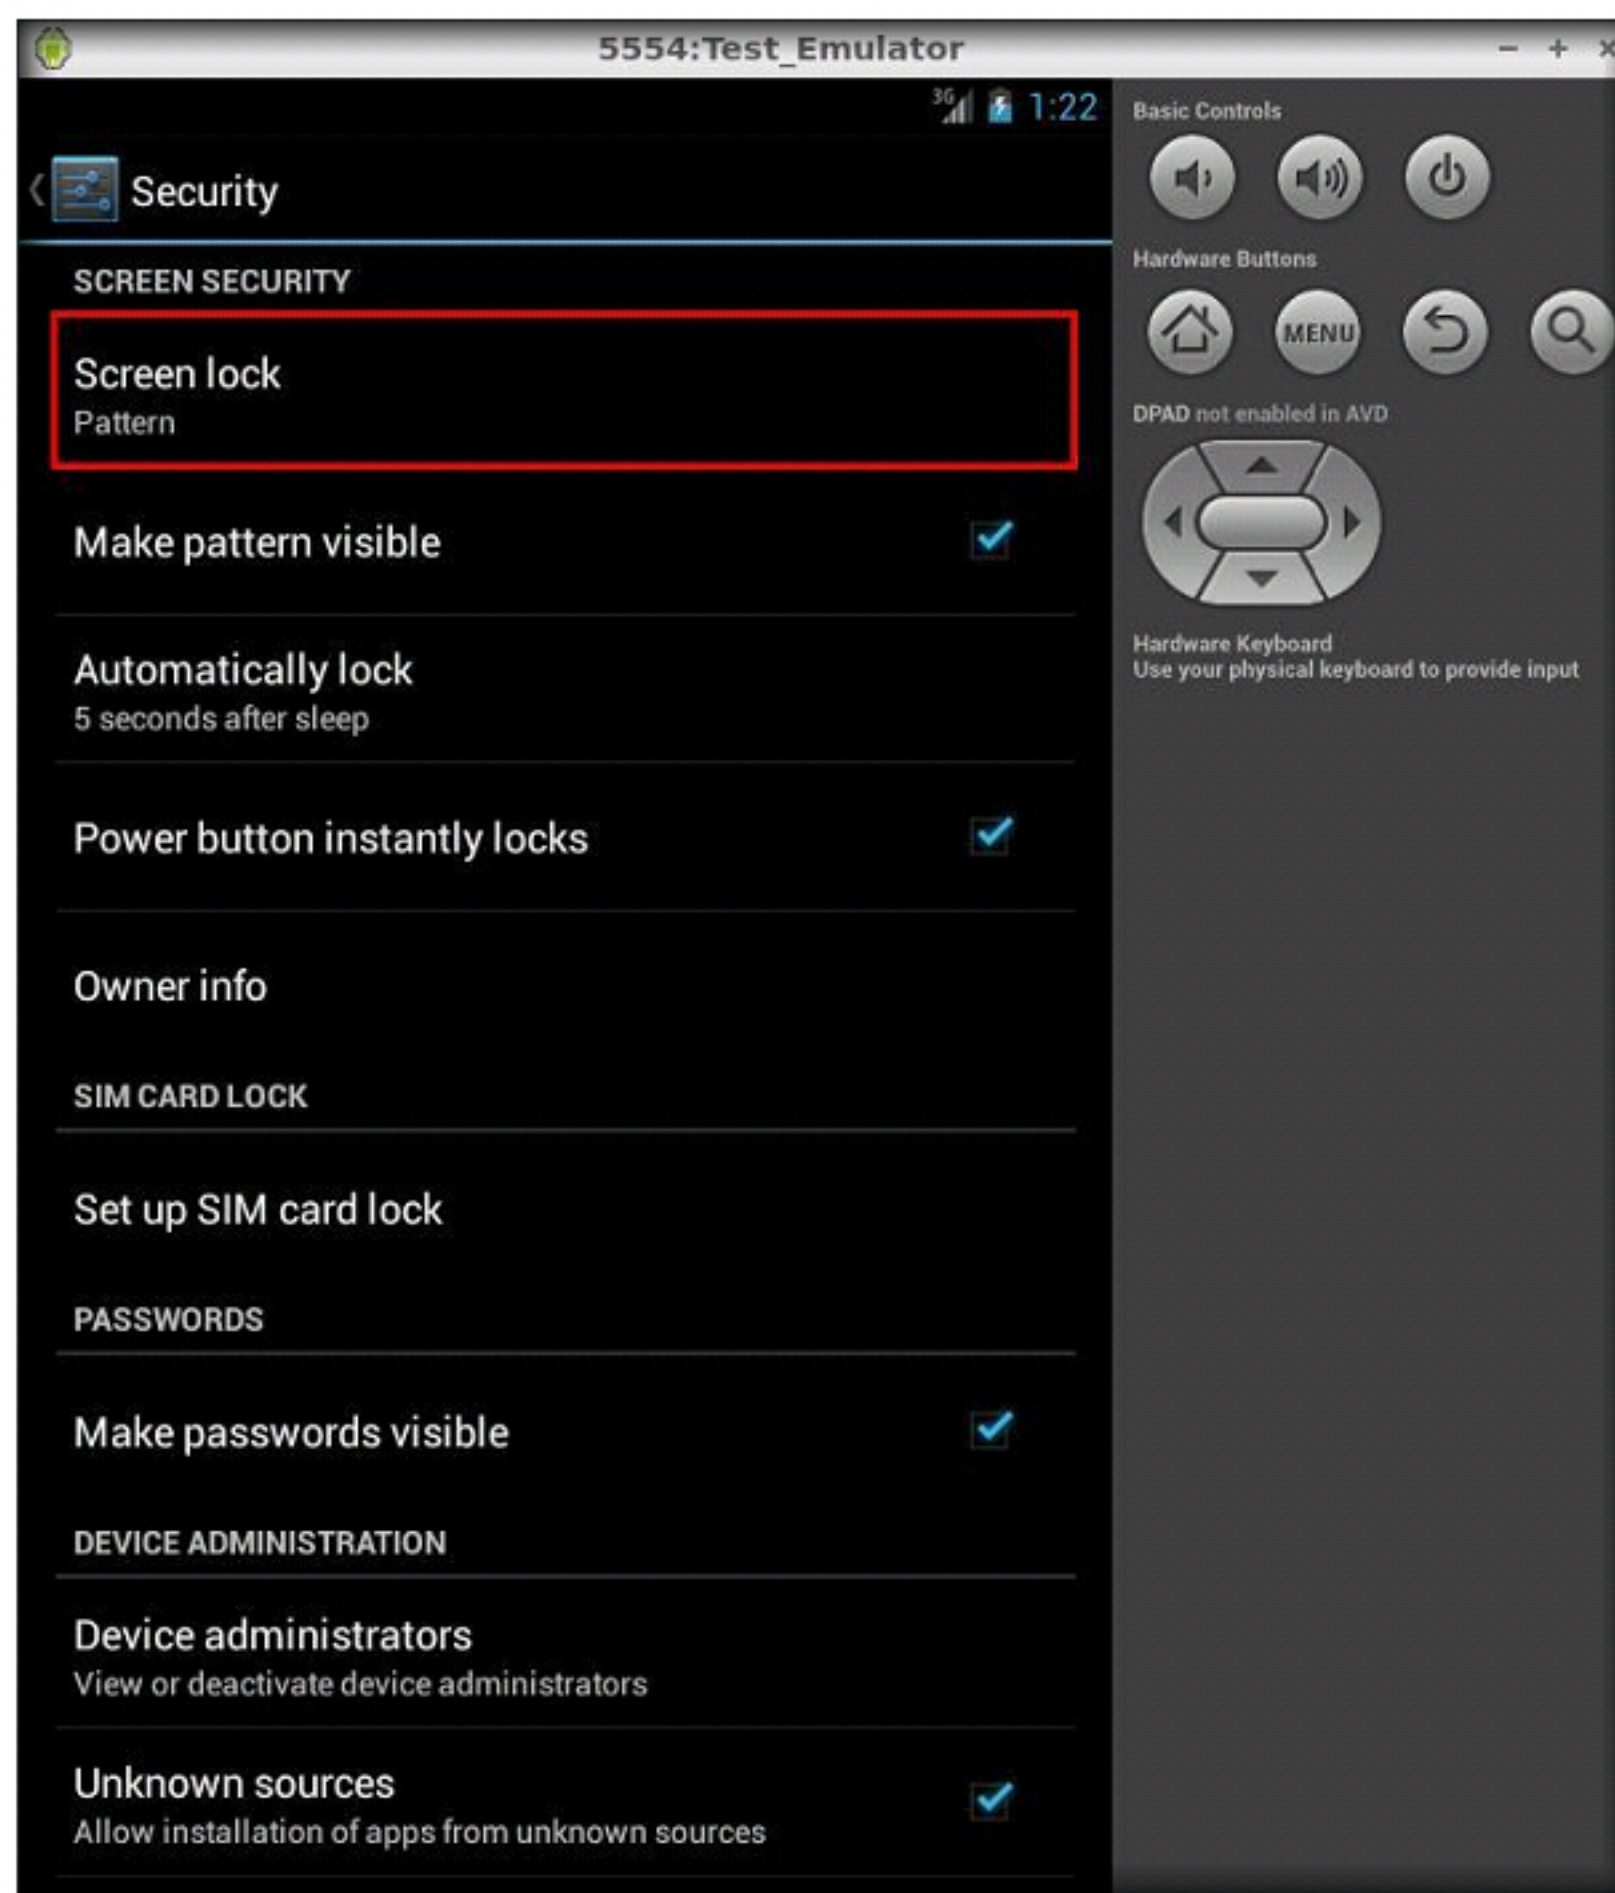 5554:Test_Emulator
3G 1:22
Security
SCREEN SECURITY
Screen lock
Pattern
Make pattern visible
Automatically lock
5 seconds after sleep
Power button instantly locks
Owner info
SIM CARD LOCK
Set up SIM card lock
PASSWORDS
Make passwords visible
DEVICE ADMINISTRATION
Device administrators
View or deactivate device administrators
Unknown sources
Allow installation of apps from unknown sources
Basic Controls
Hardware Buttons
MENU
DPAD not enabled in AVD
Hardware Keyboard
Use your physical keyboard to provide input